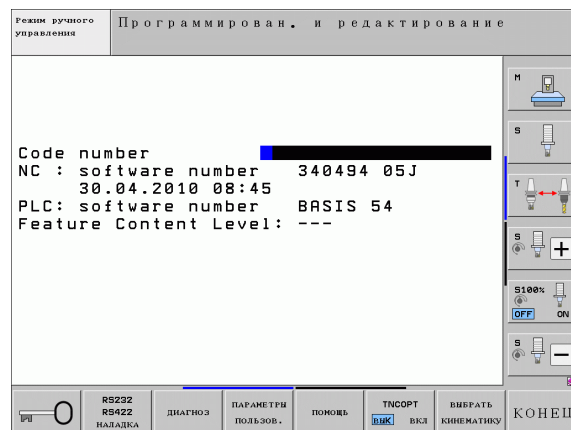 Режим ручного
управления
Программирован. и редактирование
M
Code number
S
NC : software number 340494 05J
30.04.2010 08:45
T
PLC: software number BASIS 54
Feature Content Level: ---
S
+
S100%
OFF ON
S
−
RS232
RS422
НАЛАДКА
ДИАГНОЗ
ПАРАМЕТРЫ
ПОЛЬЗОВ.
ПОМОЩЬ
TNCOPT
ВЫК ВКЛ
ВЫБРАТЬ
КИНЕМАТИКУ
КОНЕЦ